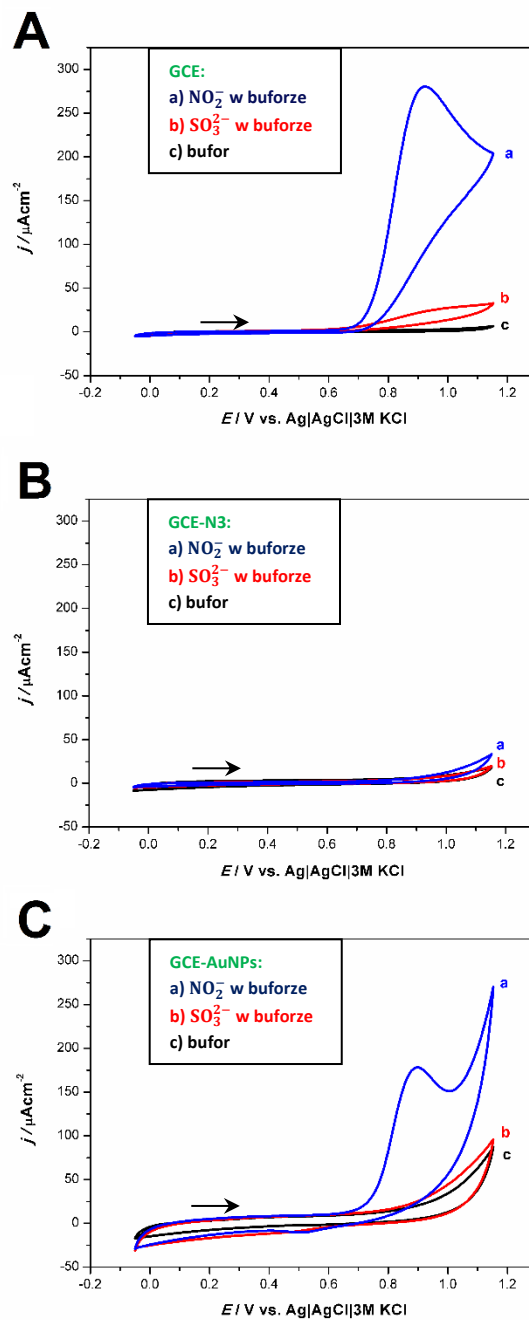 A
300
250
200
150
100
50
0
-50
j / μAcm⁻²
GCE:
a) NO₂⁻ w buforze
b) SO₃²⁻ w buforze
c) bufor
a
b
c
-0.2 0.0 0.2 0.4 0.6 0.8 1.0 1.2
E / V vs. Ag|AgCl|3M KCl
B
300
250
200
150
100
50
0
-50
j / μAcm⁻²
GCE-N3:
a) NO₂⁻ w buforze
b) SO₃²⁻ w buforze
c) bufor
a
b
c
-0.2 0.0 0.2 0.4 0.6 0.8 1.0 1.2
E / V vs. Ag|AgCl|3M KCl
C
300
250
200
150
100
50
0
-50
j / μAcm⁻²
GCE-AuNPs:
a) NO₂⁻ w buforze
b) SO₃²⁻ w buforze
c) bufor
a
b
c
-0.2 0.0 0.2 0.4 0.6 0.8 1.0 1.2
E / V vs. Ag|AgCl|3M KCl